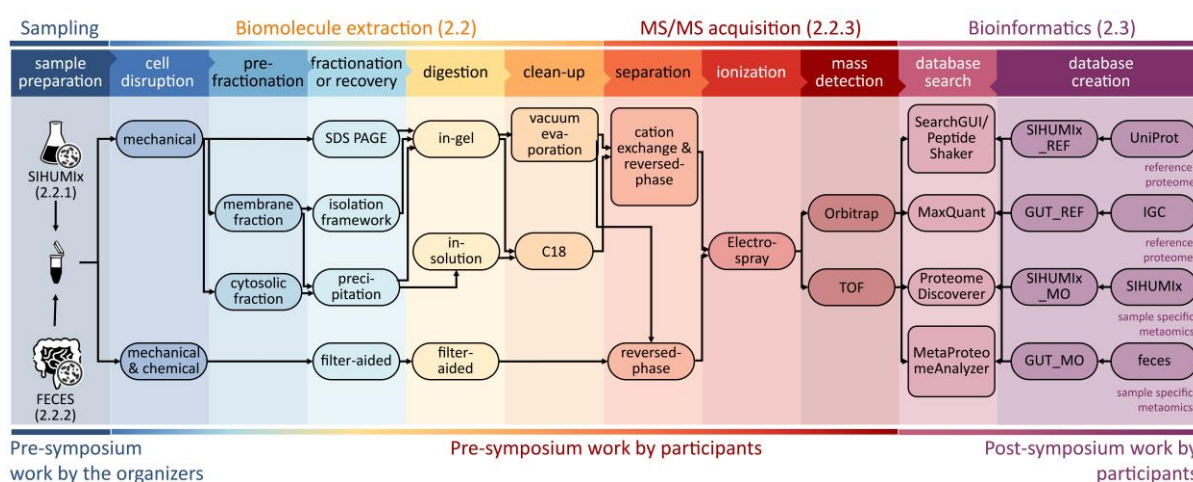 Sampling
Biomolecule extraction (2.2)
MS/MS acquisition (2.2.3)
Bioinformatics (2.3)
sample
preparation
cell
disruption
pre-
fractionation
fractionation
or recovery
digestion
clean-up
separation
ionization
mass
detection
database
search
database
creation
SIHUMIx
(2.2.1)
FECES
(2.2.2)
mechanical
mechanical
& chemical
membrane
fraction
cytosolic
fraction
SDS PAGE
isolation
framework
preci-
pitation
filter-aided
in-gel
in-
solution
filter-
aided
vacuum
eva-
poration
C18
cation
exchange &
reversed-
phase
reversed-
phase
Electro-
spray
Orbitrap
TOF
SearchGUI/
Peptide
Shaker
MaxQuant
Proteome
Discoverer
MetaProteo
meAnalyzer
SIHUMIx
_REF
GUT_REF
SIHUMIx
_MO
GUT_MO
UniProt
reference
proteome
IGC
reference
proteome
SIHUMIx
sample specific
metaomics
feces
sample specific
metaomics
Pre-symposium
work by the organizers
Pre-symposium work by participants
Post-symposium work by
participants